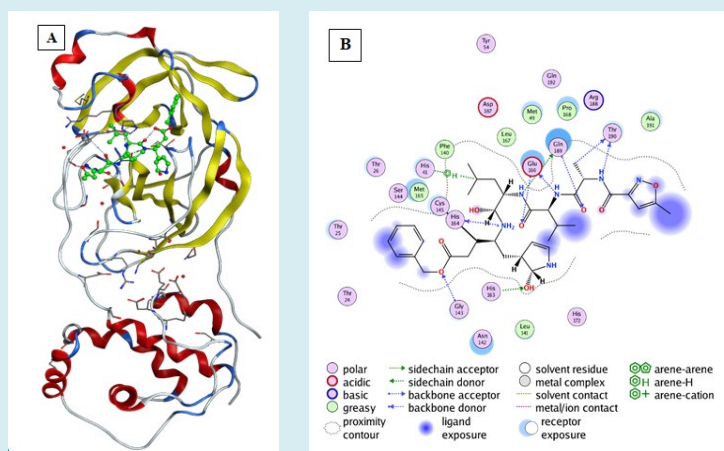 A
B
Tyr
54
Gln
192
Asp
187
Met
49
Pro
168
Arg
188
Leu
167
Gln
189
Thr
190
Ala
191
Phe
140
Glu
166
Thr
26
His
41
H
Ser
144
Met
165
Cys
145
His
164
H
HO
H
N
H
O
H
N
O
H
N
O
N
O
NH₂
Thr
25
O
O
H
NH
H
OH
Thr
24
His
163
Gly
143
His
172
Asn
142
Leu
141
polar
acidic
basic
greasy
proximity
contour
sidechain acceptor
sidechain donor
backbone acceptor
backbone donor
ligand
exposure
solvent residue
metal complex
solvent contact
metal/ion contact
receptor
exposure
arene-arene
H arene-H
+ arene-cation